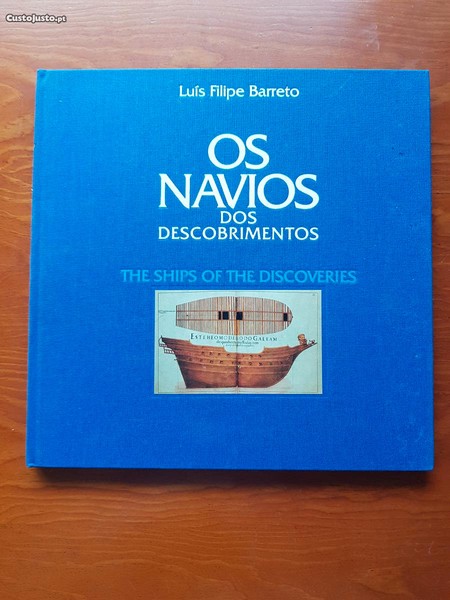 CustoJusto.pt
Luís Filipe Barreto
OS
NAVIOS
DOS
DESCOBRIMENTOS
THE SHIPS OF THE DISCOVERIES